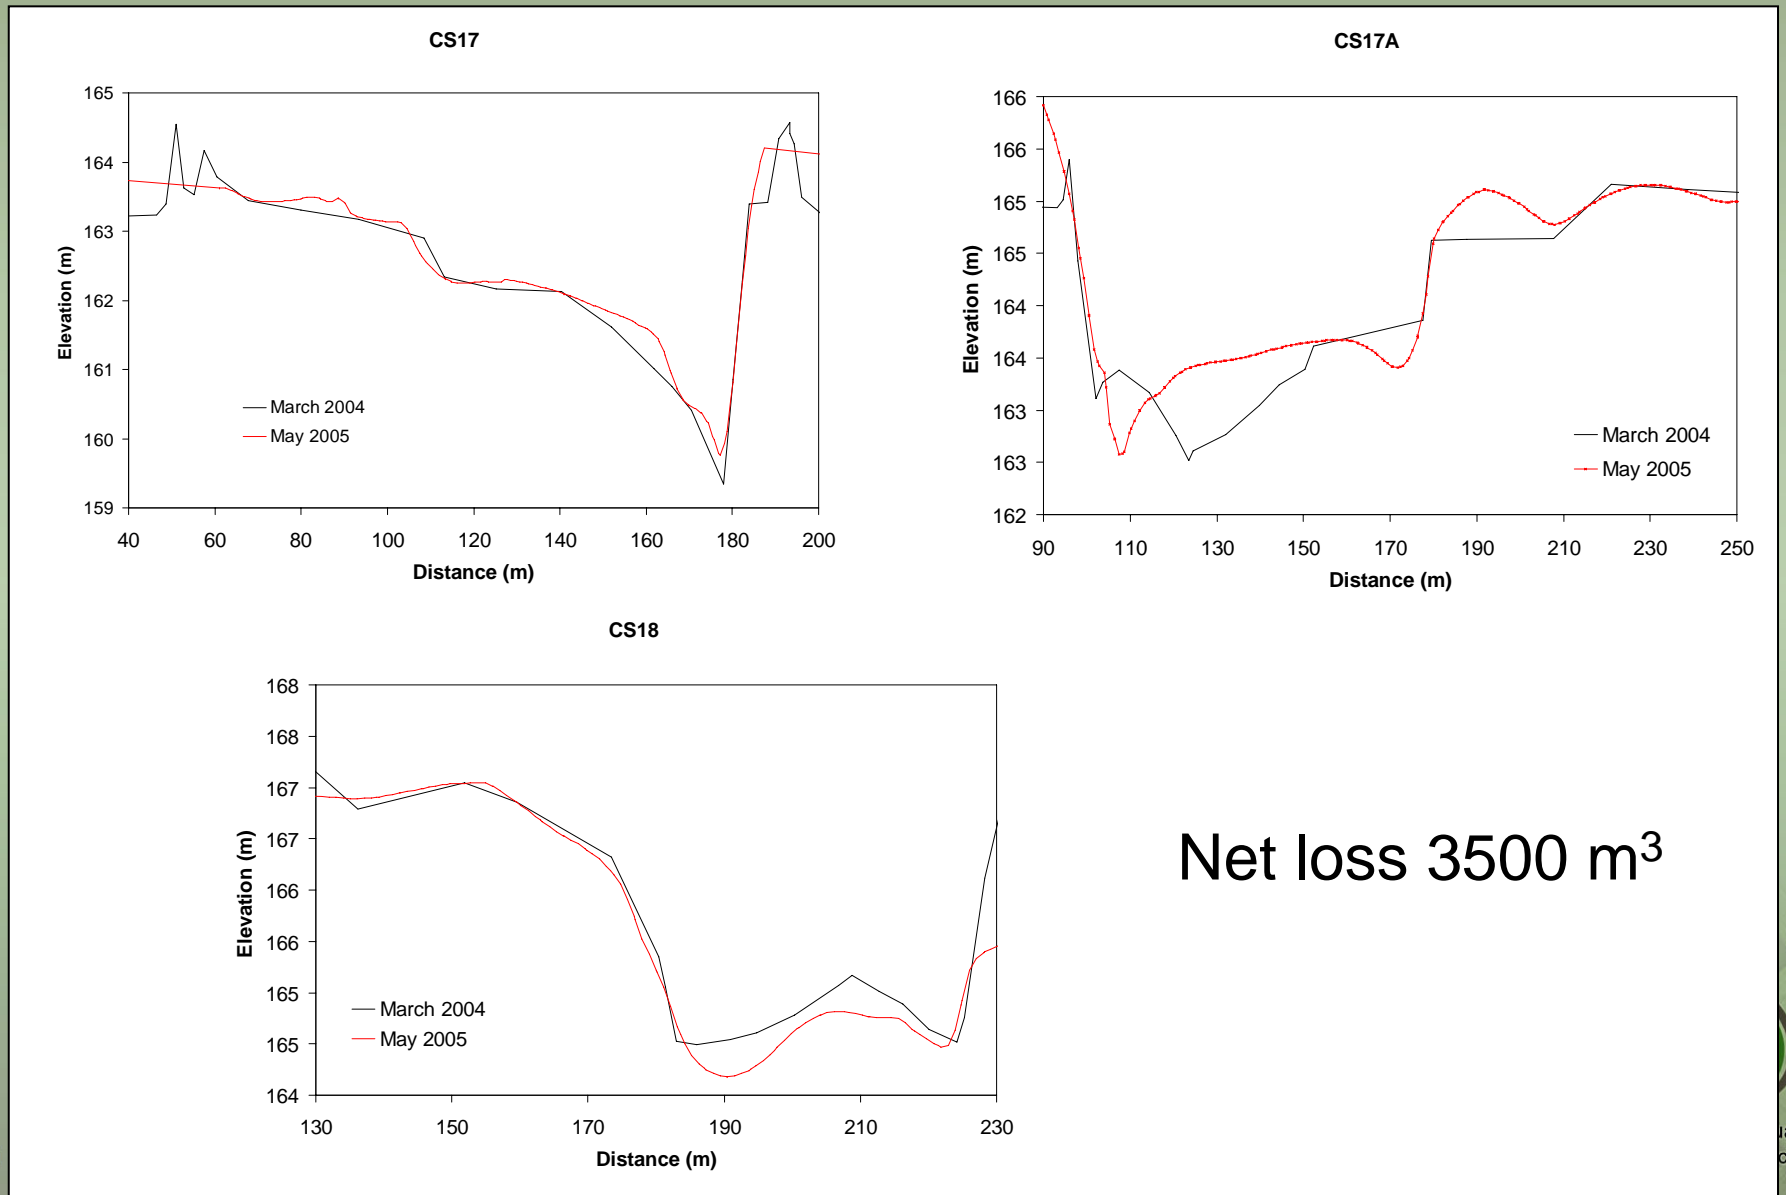 CS17
165
164
163
162
161
160
159
Elevation (m)
March 2004
May 2005
40 60 80 100 120 140 160 180 200
Distance (m)
CS17A
166
166
165
165
164
164
163
163
162
Elevation (m)
March 2004
May 2005
90 110 130 150 170 190 210 230 250
Distance (m)
CS18
168
168
167
167
166
166
165
165
164
Elevation (m)
March 2004
May 2005
130 150 170 190 210 230
Distance (m)
Net loss 3500 m³